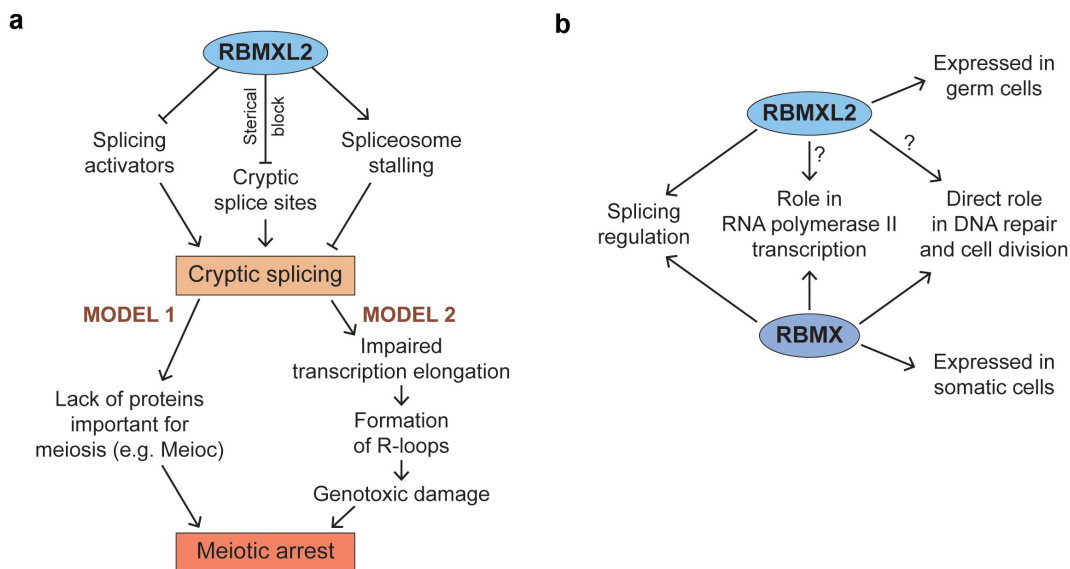 a
RBMXL2
Sterical
block
Splicing
activators
Cryptic
splice sites
Spliceosome
stalling
Cryptic splicing
MODEL 1
MODEL 2
Lack of proteins
important for
meiosis (e.g. Meioc)
Impaired
transcription elongation
Formation
of R-loops
Genotoxic damage
Meiotic arrest
b
RBMXL2
Expressed in
germ cells
?
?
Splicing
regulation
Role in
RNA polymerase II
transcription
Direct role
in DNA repair
and cell division
RBMX
Expressed in
somatic cells